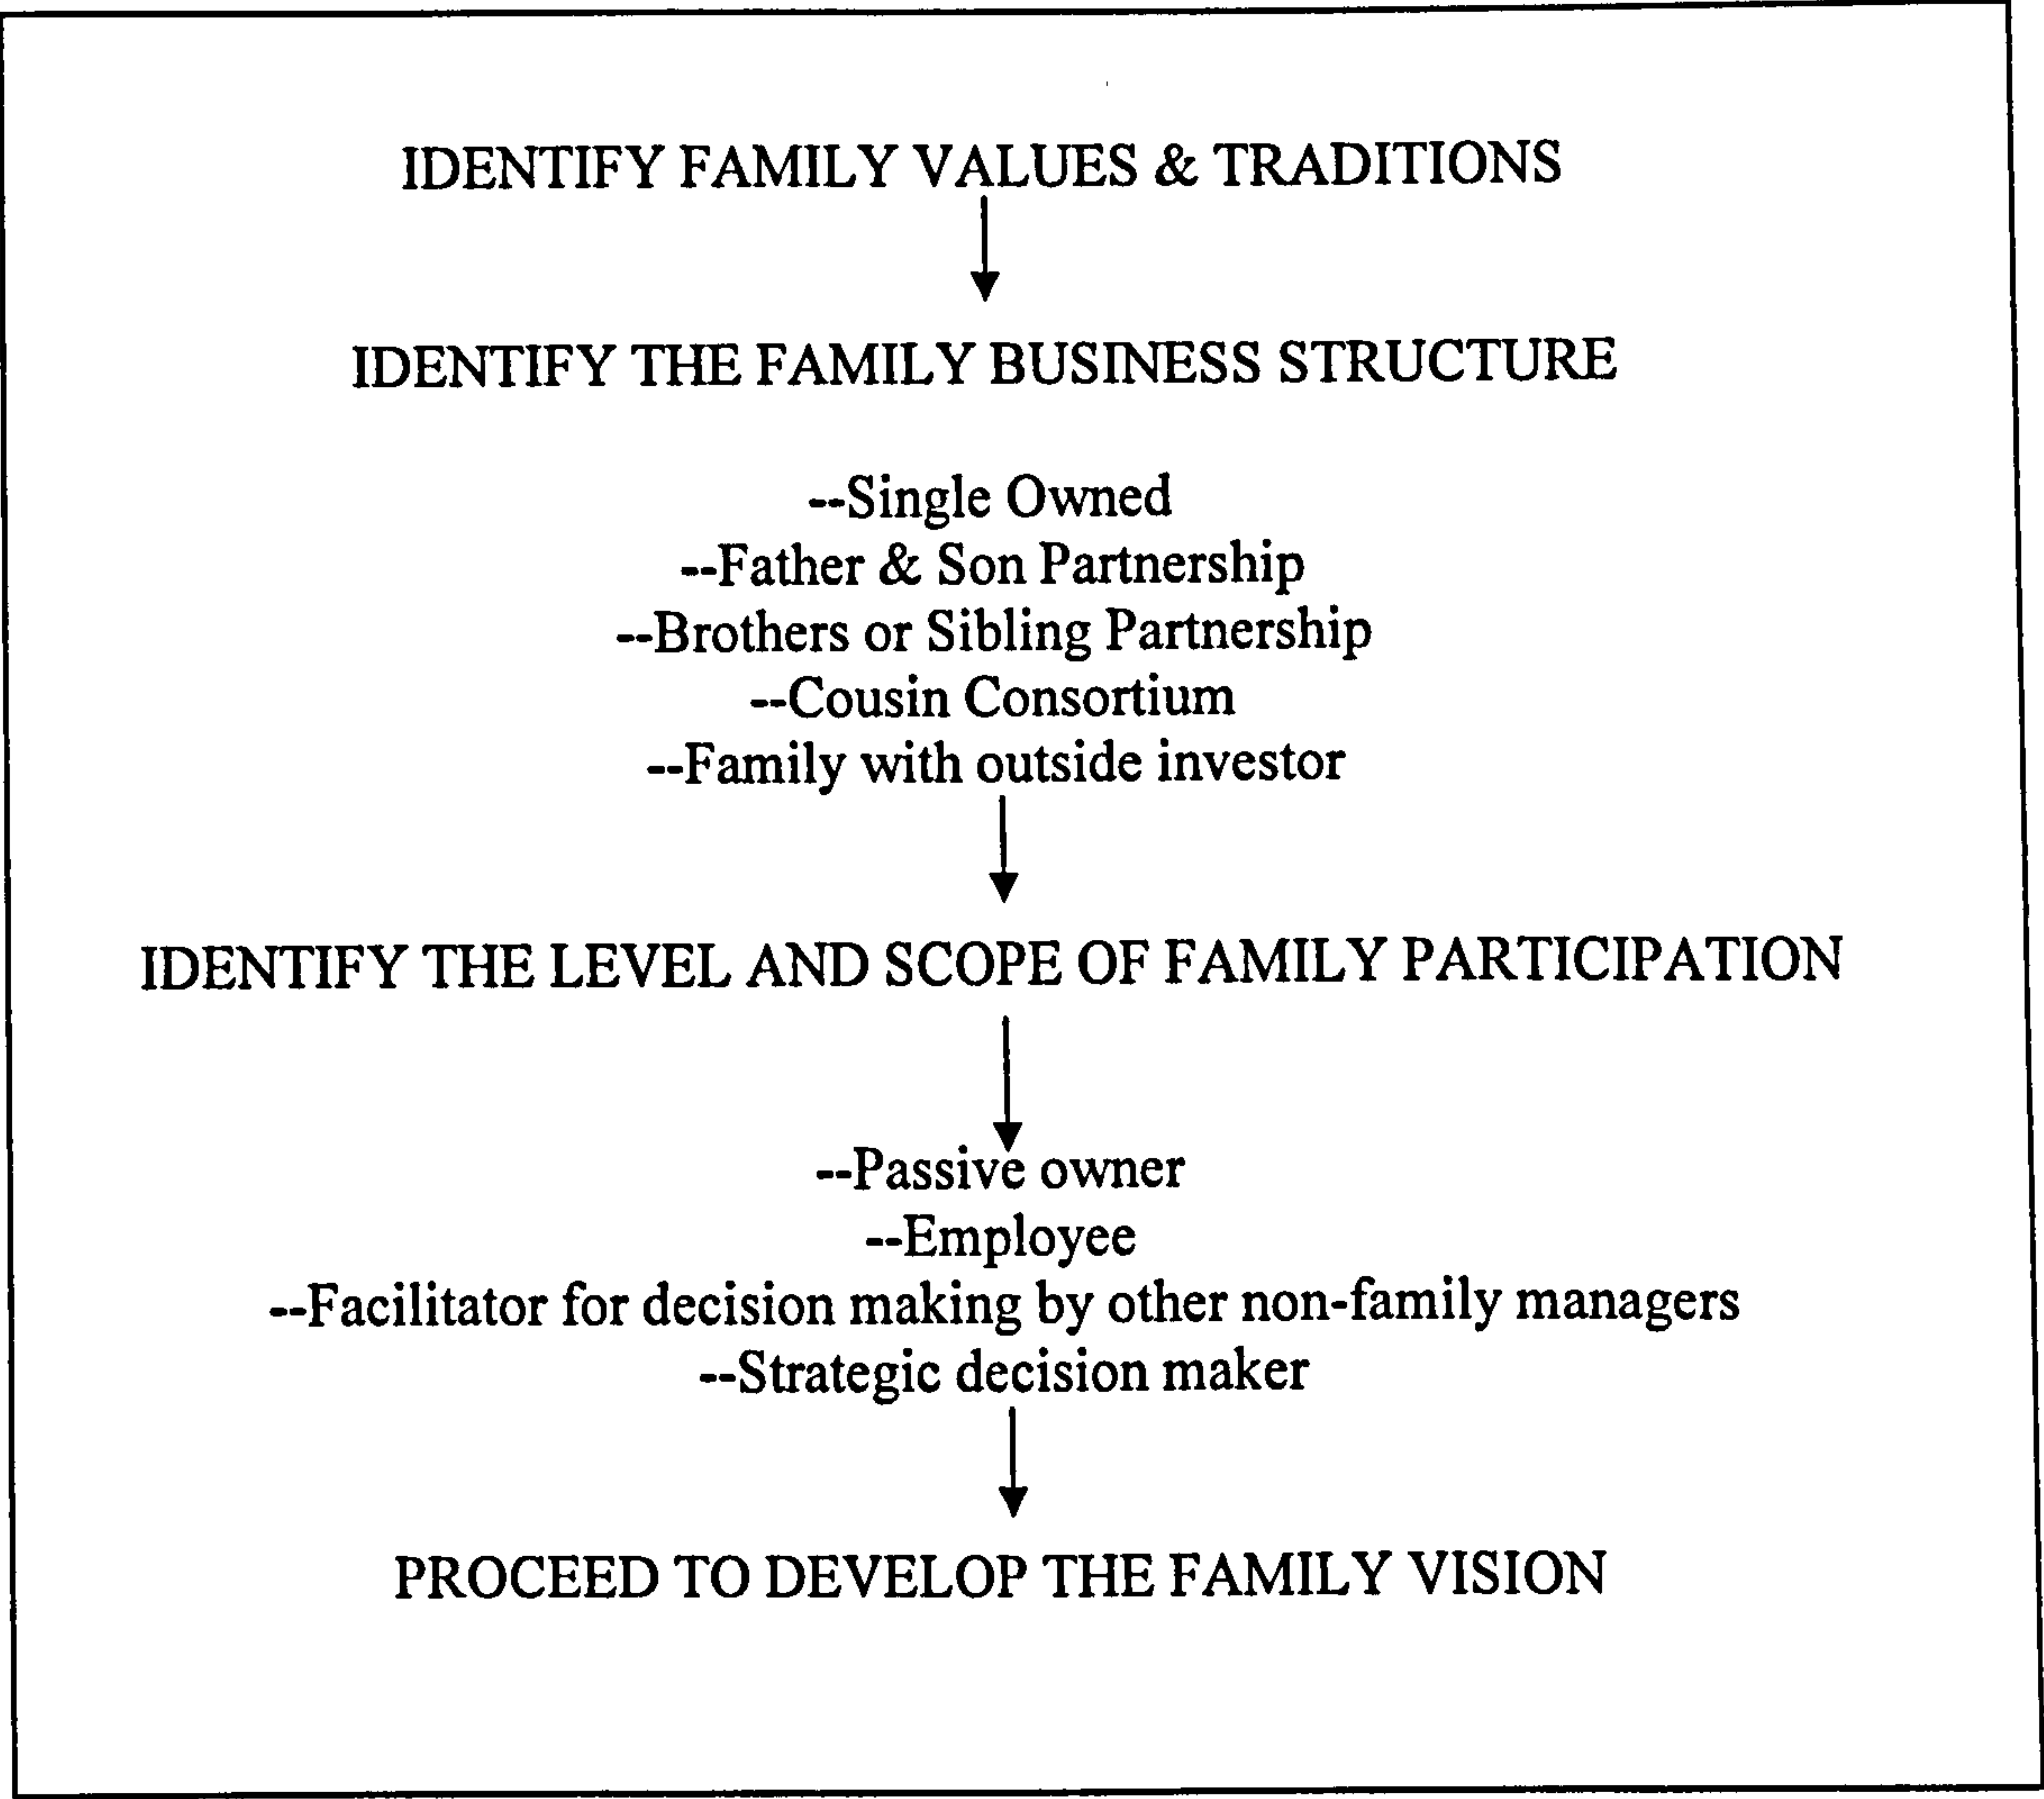 IDENTIFY FAMILY VALUES & TRADITIONS
IDENTIFY THE FAMILY BUSINESS STRUCTURE
--Single Owned
--Father & Son Partnership
--Brothers or Sibling Partnership
--Cousin Consortium
--Family with outside investor
IDENTIFY THE LEVEL AND SCOPE OF FAMILY PARTICIPATION
--Passive owner
--Employee
--Facilitator for decision making by other non-family managers
--Strategic decision maker
PROCEED TO DEVELOP THE FAMILY VISION